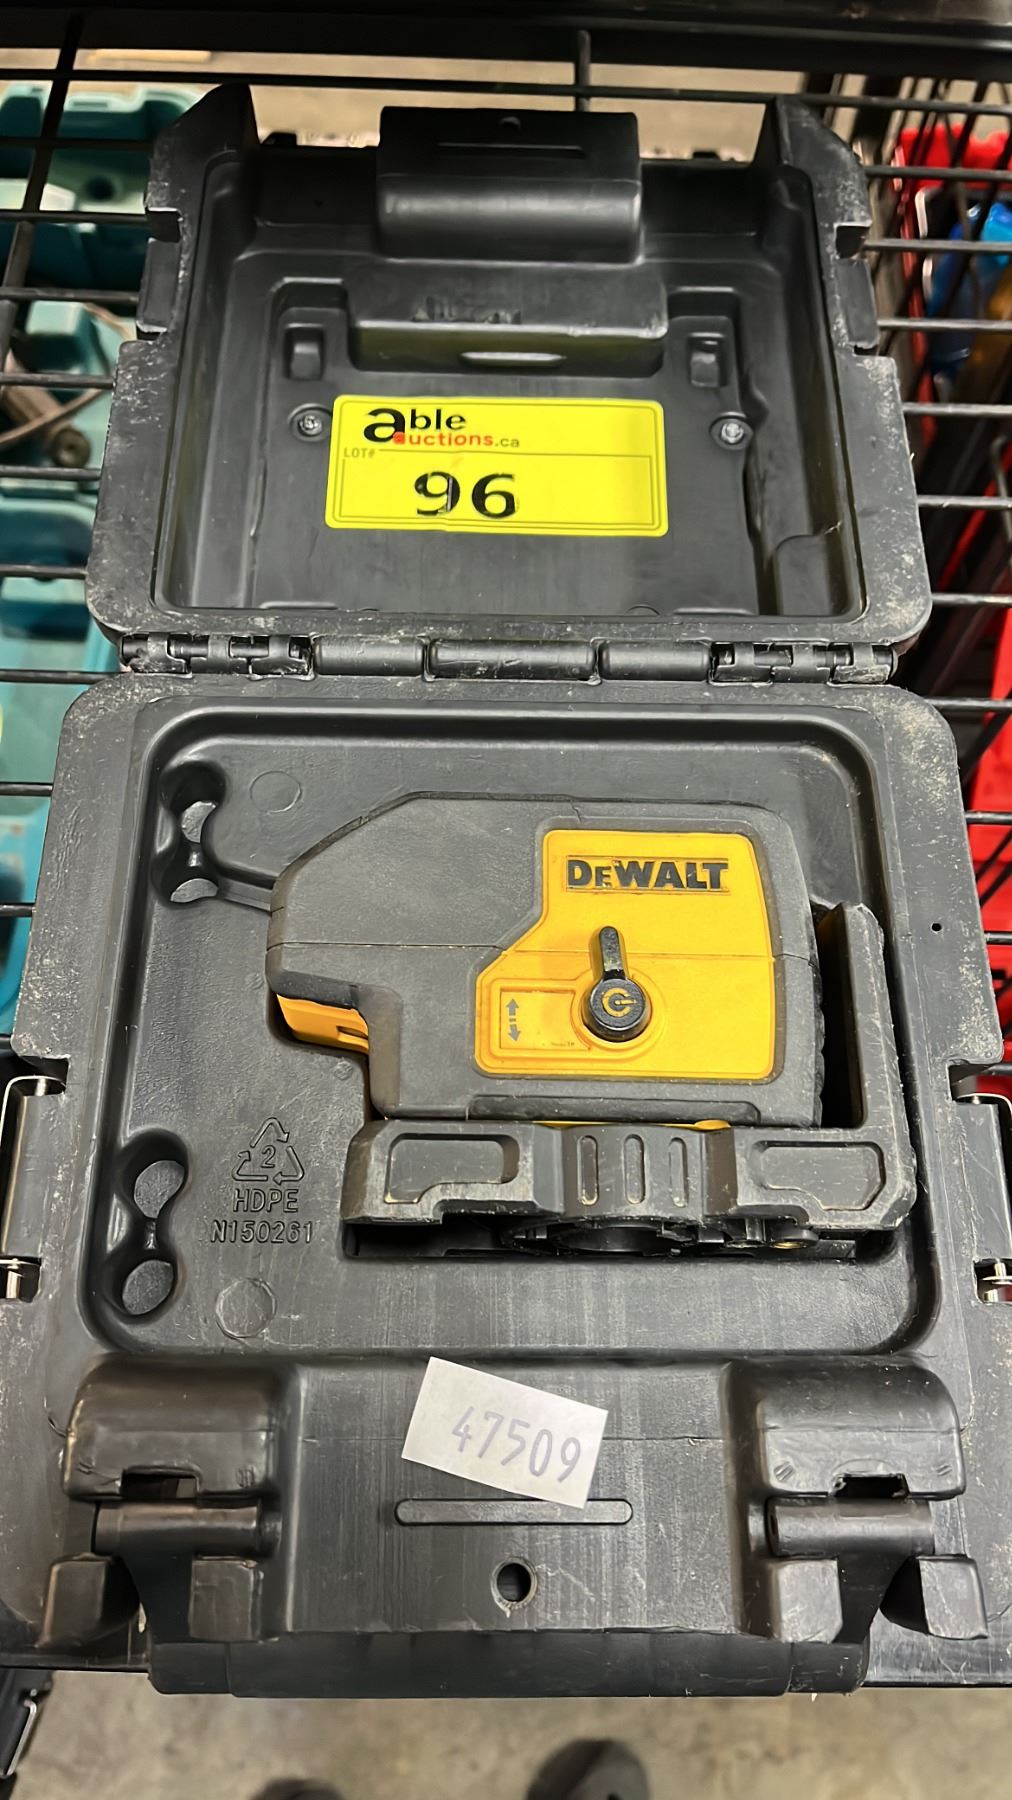 able
auctions.ca
LOT#
96
DEWALT
2
HDPE
N150261
47509